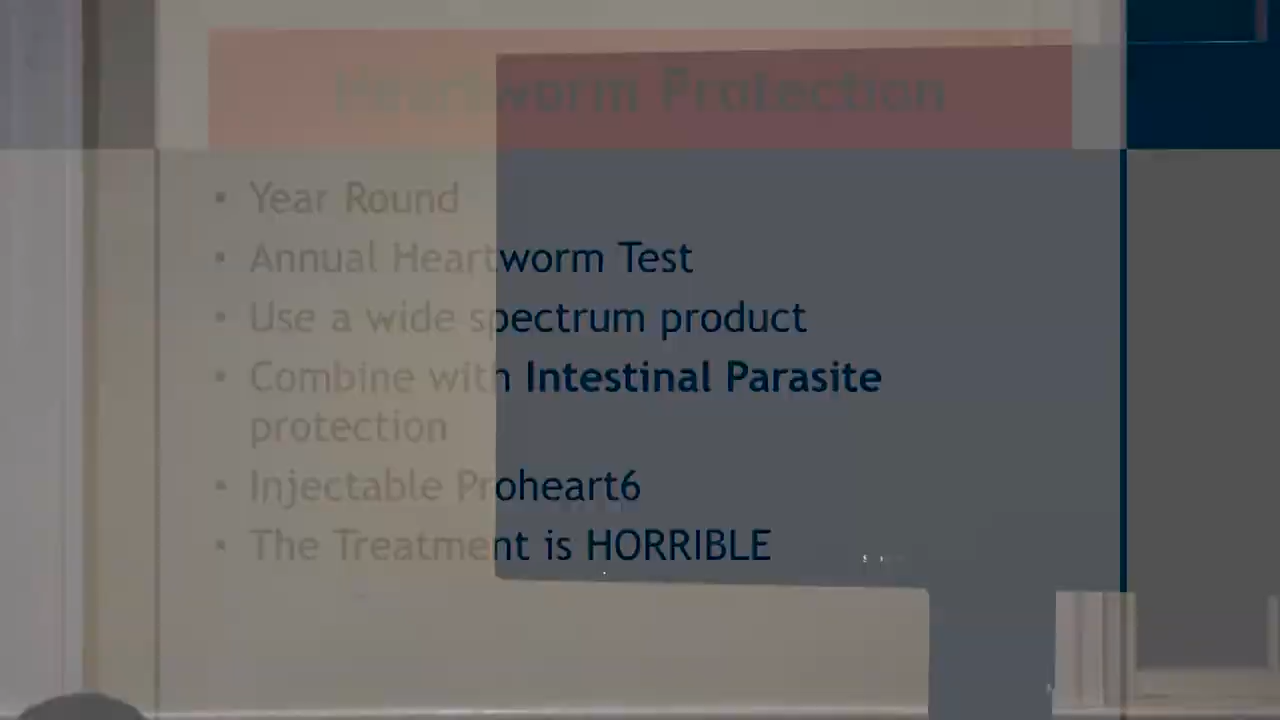 Heartworm Protection
• Year Round
• Annual Heartworm Test
• Use a wide spectrum product
• Combine with Intestinal Parasite
protection
• Injectable Proheart6
• The Treatment is HORRIBLE